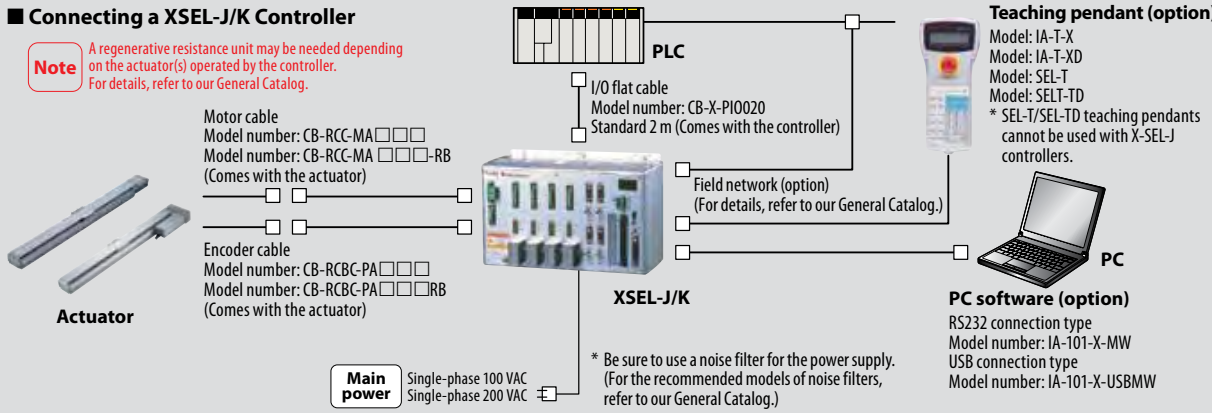 ■ Connecting a XSEL-J/K Controller
Note
A regenerative resistance unit may be needed depending
on the actuator(s) operated by the controller.
For details, refer to our General Catalog.
PLC
I/O flat cable
Model number: CB-X-PIO020
Standard 2 m (Comes with the controller)
Teaching pendant (option)
Model: IA-T-X
Model: IA-T-XD
Model: SEL-T
Model: SELT-TD
* SEL-T/SEL-TD teaching pendants
cannot be used with X-SEL-J
controllers.
Motor cable
Model number: CB-RCC-MA□□□
Model number: CB-RCC-MA □□□-RB
(Comes with the actuator)
Encoder cable
Model number: CB-RCBC-PA□□□
Model number: CB-RCBC-PA□□□RB
(Comes with the actuator)
Actuator
Field network (option)
(For details, refer to our General Catalog.)
XSEL-J/K
PC
PC software (option)
RS232 connection type
Model number: IA-101-X-MW
USB connection type
Model number: IA-101-X-USBMW
Main
power
Single-phase 100 VAC
Single-phase 200 VAC
* Be sure to use a noise filter for the power supply.
(For the recommended models of noise filters,
refer to our General Catalog.)